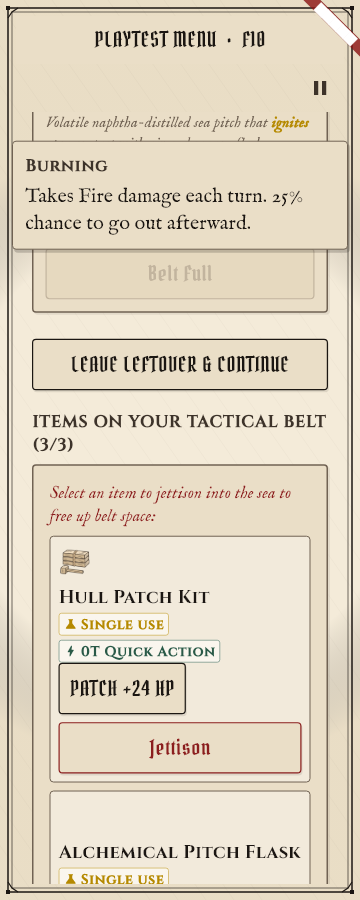 PLAYTEST MENU · F10
Volatile naphtha-distilled sea pitch that ignites
BURNING
Takes Fire damage each turn. 25%
chance to go out afterward.
Belt Full
LEAVE LEFTOVER & CONTINUE
ITEMS ON YOUR TACTICAL BELT
(3/3)
Select an item to jettison into the sea to
free up belt space:
HULL PATCH KIT
SINGLE USE
0T QUICK ACTION
PATCH +24 HP
Jettison
ALCHEMICAL PITCH FLASK
SINGLE USE